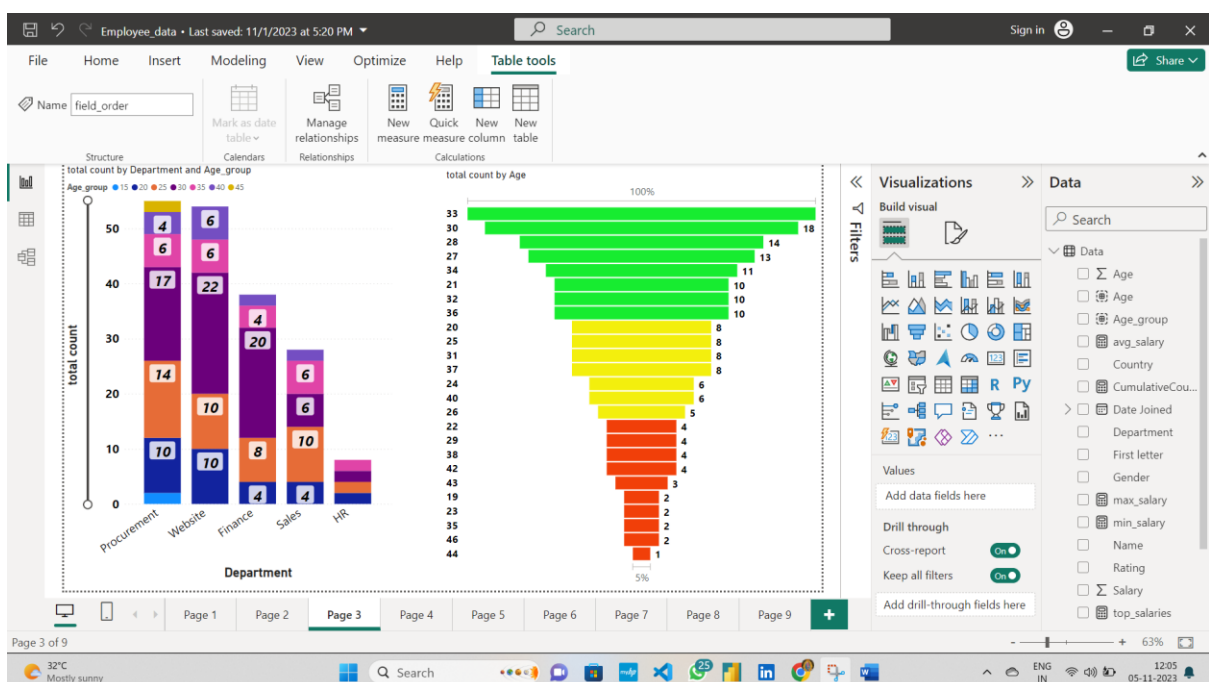 Employee_data • Last saved: 11/1/2023 at 5:20 PM
Search
Sign in
File Home Insert Modeling View Optimize Help Table tools
Share
Name field_order
Mark as date table
Manage relationships
New measure
Quick measure
New column
New table
Structure
Calendars
Relationships
Calculations
total count by Department and Age_group
Age_group 15 20 25 30 35 40 45
total count
50
40
30
20
10
0
4
6
17
14
10
6
6
22
10
10
4
20
8
4
6
6
10
4
Procurement
Website
Finance
Sales
HR
Department
total count by Age
100%
33
30 18
28 14
27 13
34 11
21 10
32 10
36 10
20 8
25 8
31 8
37 8
24 6
40 6
26 5
22 4
29 4
38 4
42 4
43 3
19 2
23 2
35 2
46 2
44 1
5%
Filters
Visualizations
Build visual
123
R Py
123
Values
Add data fields here
Drill through
Cross-report On
Keep all filters On
Add drill-through fields here
Data
Search
Data
Σ Age
Age
Age_group
avg_salary
Country
CumulativeCou...
Date Joined
Department
First letter
Gender
max_salary
min_salary
Name
Rating
Σ Salary
top_salaries
Page 1 Page 2 Page 3 Page 4 Page 5 Page 6 Page 7 Page 8 Page 9 +
Page 3 of 9
- + 63%
32°C
Mostly sunny
Search
25
in
ENG
IN
12:05
05-11-2023